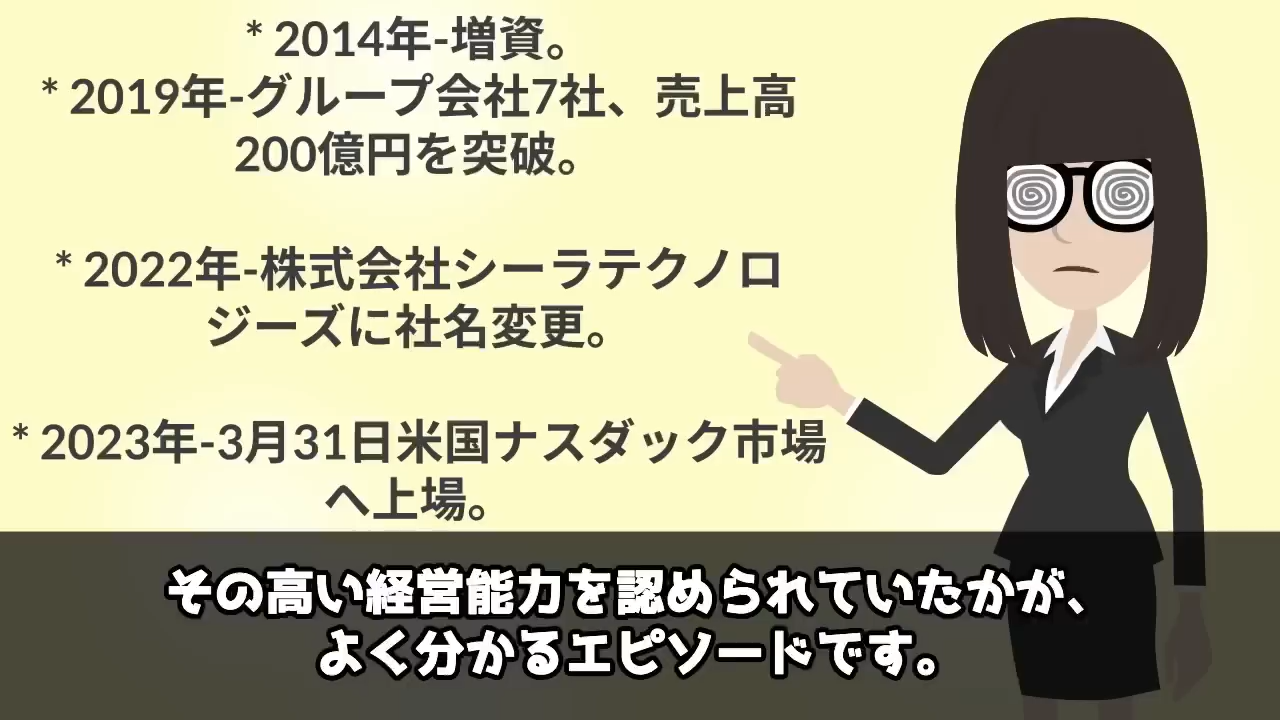 * 2014年-増資。
* 2019年-グループ会社7社、売上高
200億円を突破。
* 2022年-株式会社シーラテクノロ
ジーズに社名変更。
* 2023年-3月31日米国ナスダック市場
へ上場。
その高い経営能力を認められていたかが、
よく分かるエピソードです。